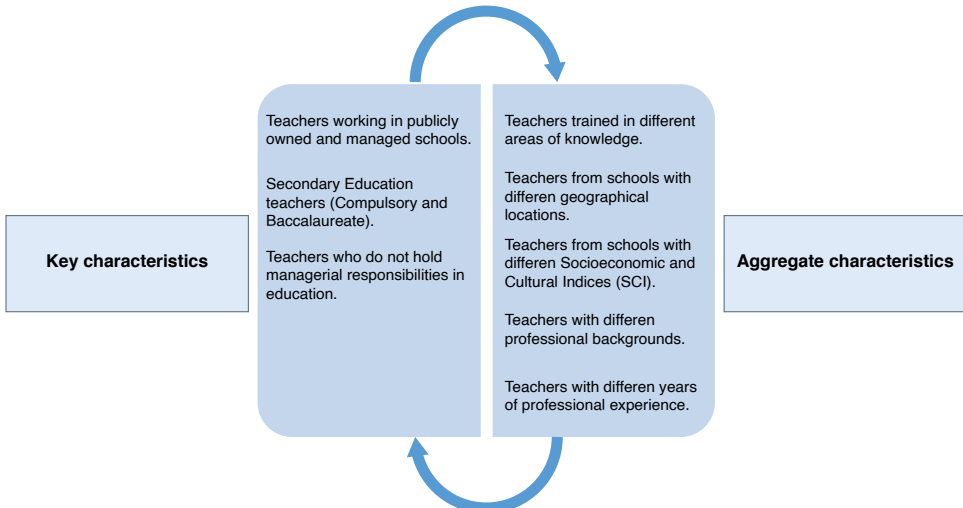 Key characteristics
Teachers working in publicly
owned and managed schools.
Secondary Education
teachers (Compulsory and
Baccalaureate).
Teachers who do not hold
managerial responsibilities in
education.
Teachers trained in different
areas of knowledge.
Teachers from schools with
differen geographical
locations.
Teachers from schools with
differen Socioeconomic and
Cultural Indices (SCI).
Teachers with differen
professional backgrounds.
Teachers with differen years
of professional experience.
Aggregate characteristics